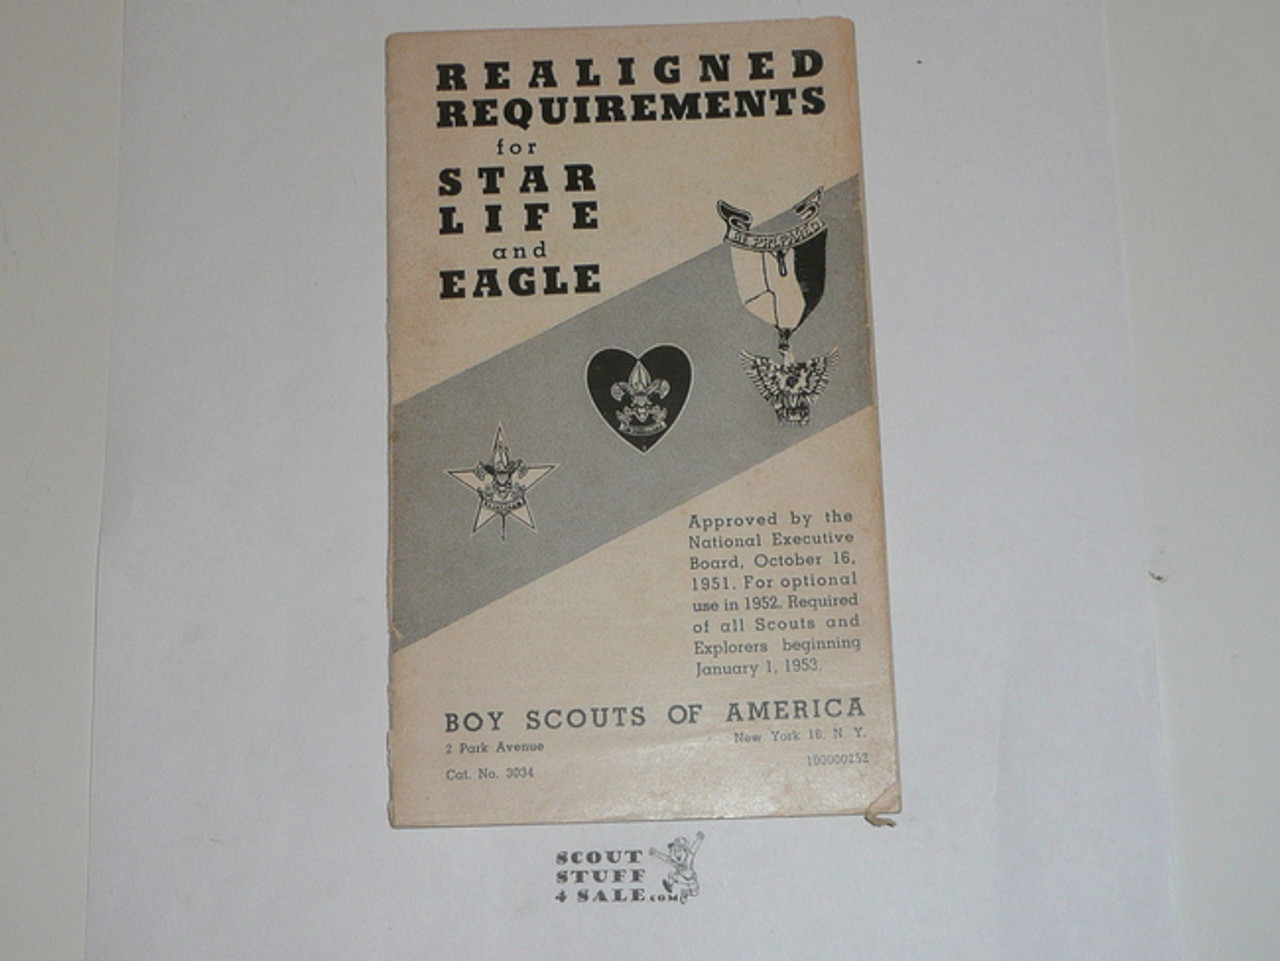 REALIGNED
REQUIREMENTS
for
STAR
LIFE
and
EAGLE
BE PREPARED
Approved by the
National Executive
Board, October 16,
1951. For optional
use in 1952. Required
of all Scouts and
Explorers beginning
January 1, 1953.
BOY SCOUTS OF AMERICA
2 Park Avenue
New York 16, N. Y.
Cat. No. 3034
100000252
SCOUT
STUFF
4 SALE.COM